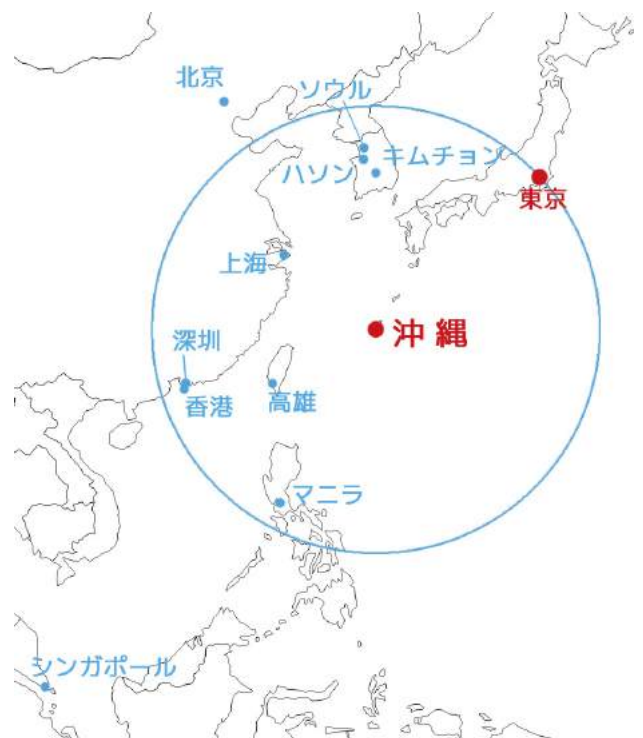 北京
ソウル
キムチョン
ハソン
東京
上海
沖縄
深圳
香港
高雄
マニラ
シンガポール